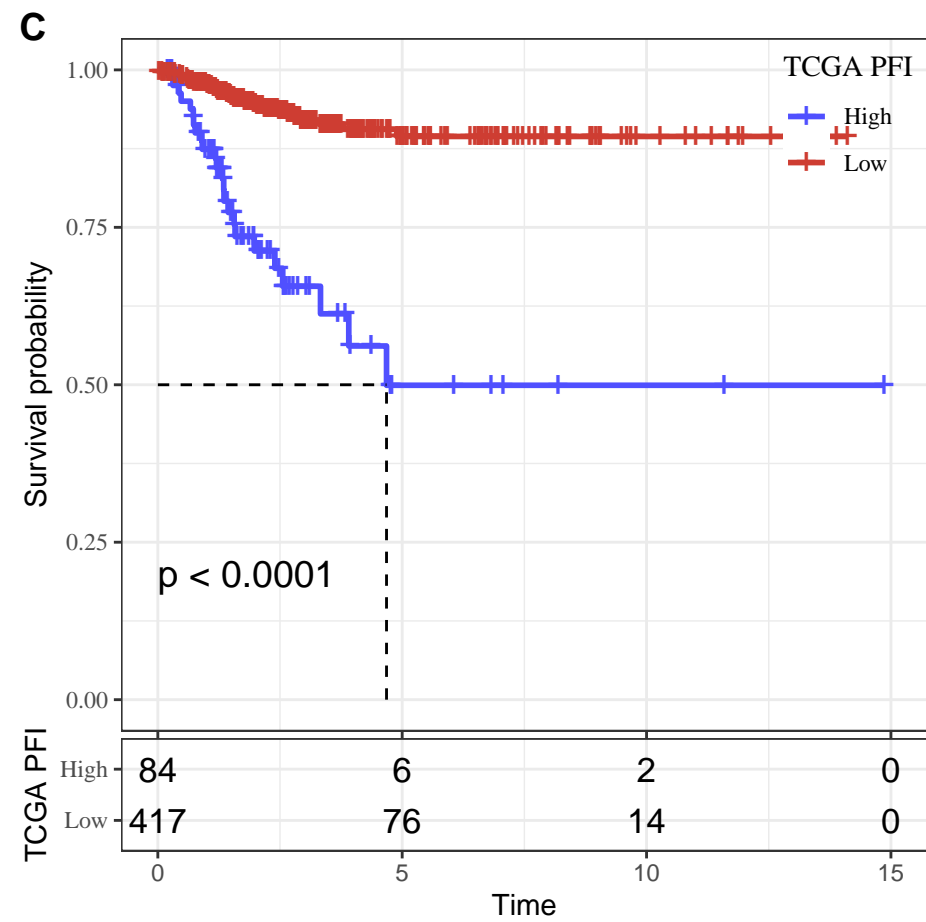 C
TCGA PFI
High
Low
Survival probability
1.00
0.75
0.50
0.25
0.00
p < 0.0001
TCGA PFI
High 84 6 2 0
Low 417 76 14 0
0 5 10 15
Time